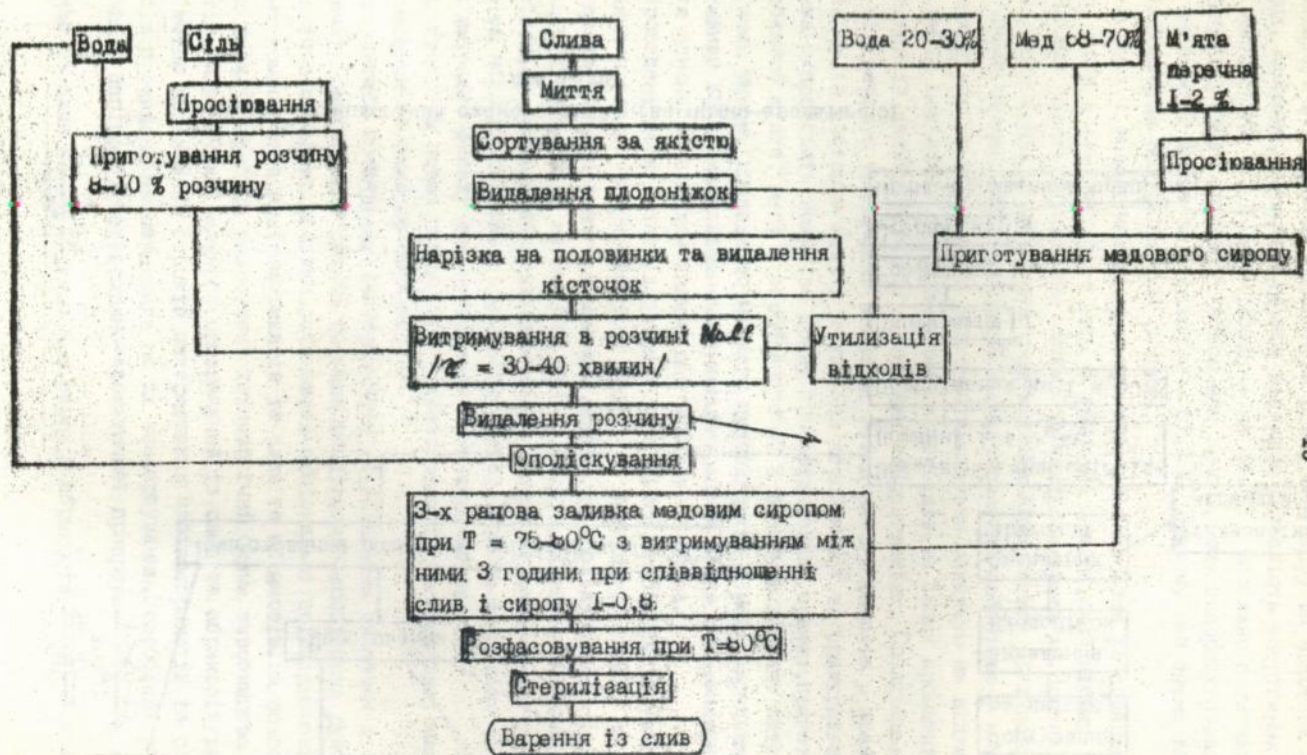 Вода
Сіль
Слива
Вода 20-30%
Мед 68-70%
М'ята
перечна
I-2 %
Просіювання
Миття
Приготування розчину
8-10 % розчину
Сортування за якістю
Просіювання
Видалення плодоніжок
Нарізка на половинки та видалення
кісточок
Приготування медового сиропу
Витримування в розчині NaCl
/τ = 30-40 хвилин/
Утилизація
відходів
Видалення розчину
Ополіскування
3-х разова заливка медовим сиропом
при T = 75-80°C з витримуванням між
ними 3 години при співвідношенні
слив і сиропу I-0,8
Розфасовування при T=80°C
Стерилізація
Варення із слив